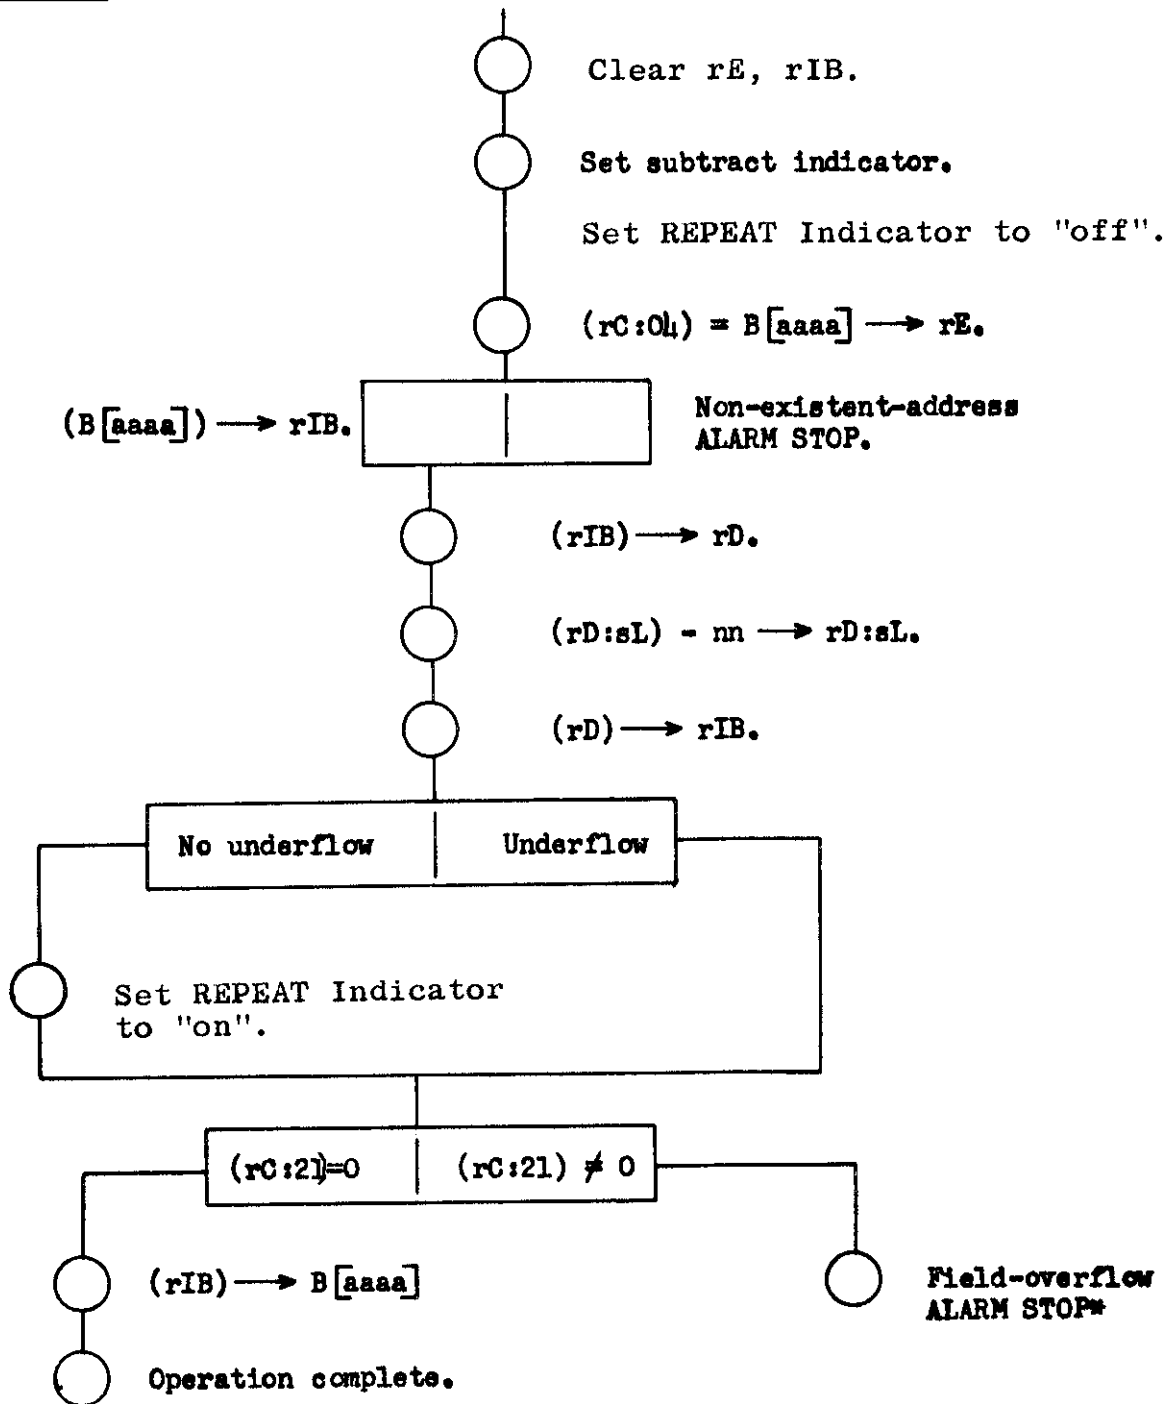 Clear rE, rIB.
Set subtract indicator.
Set REPEAT Indicator to "off".
(rC:04) = B[aaaa] → rE.
(B[aaaa]) → rIB.
Non-existent-address
ALARM STOP.
(rIB) → rD.
(rD:sL) - nn → rD:sL.
(rD) → rIB.
No underflow
Underflow
Set REPEAT Indicator
to "on".
(rC:21)=0
(rC:21) ≠ 0
(rIB) → B[aaaa]
Field-overflow
ALARM STOP*
Operation complete.